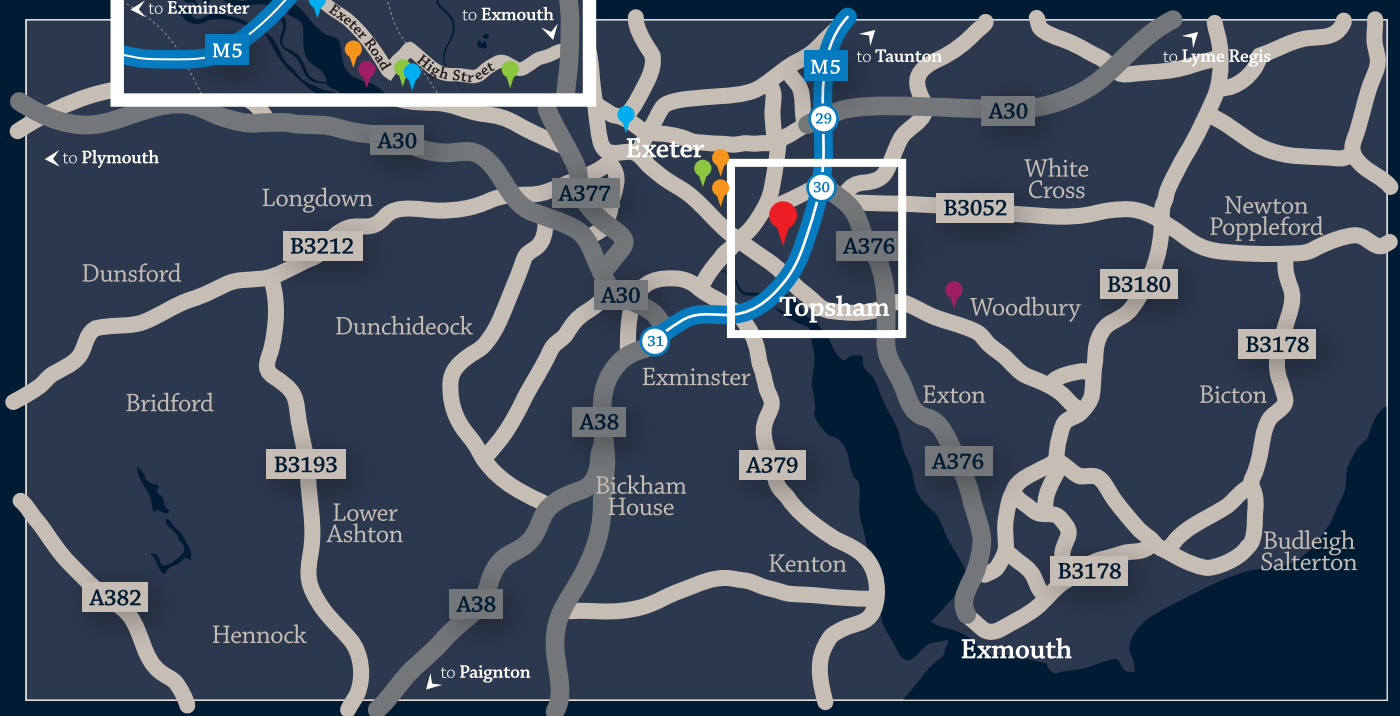 to Exminster
to Exmouth
M5
Exeter Road
High Street
M5
to Taunton
to Lyme Regis
29
A30
A30
to Plymouth
Exeter
White
Cross
30
Longdown
A377
B3052
Newton
Poppleford
B3212
A376
Dunsford
B3180
A30
Topsham
Woodbury
Dunchideock
31
B3178
Exminster
Exton
Bicton
Bridford
A38
B3193
A379
A376
Bickham
House
Lower
Ashton
Budleigh
Salterton
Kenton
B3178
A382
A38
Hennock
Exmouth
to Paignton